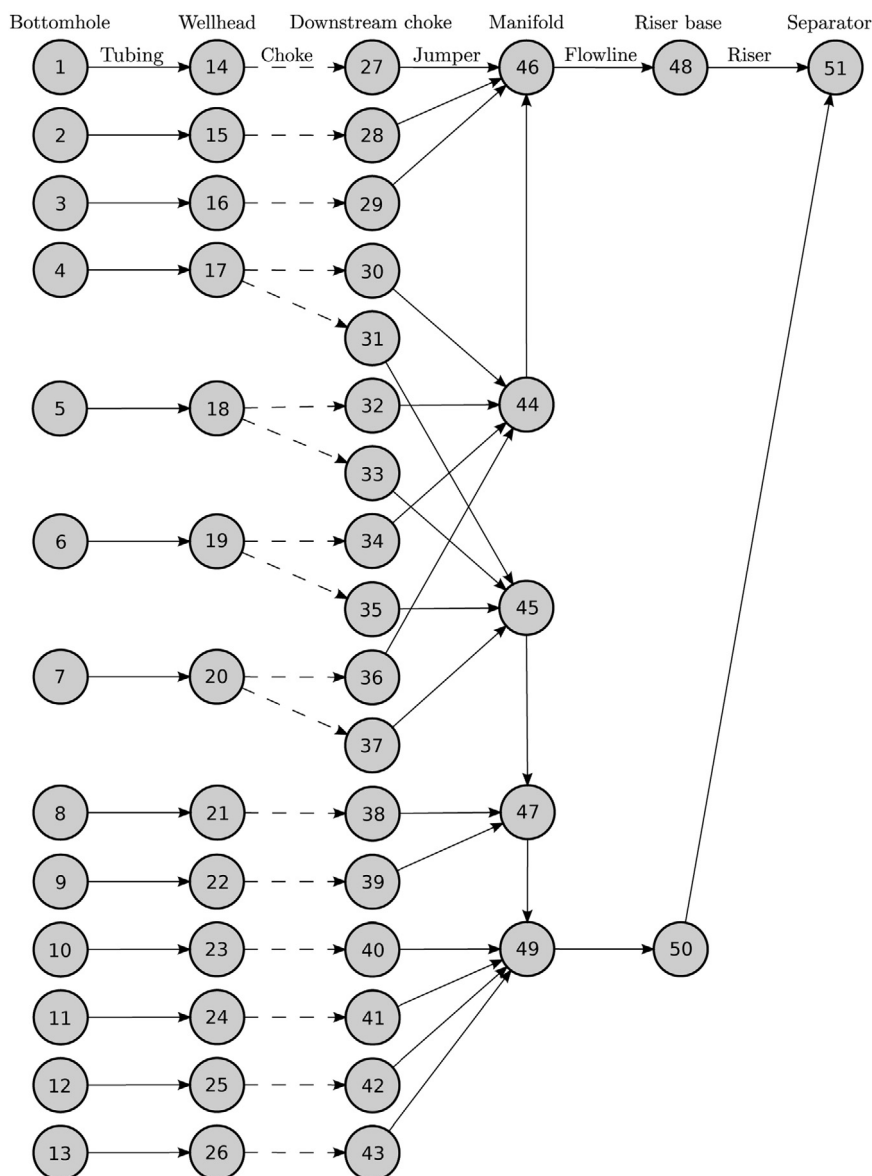 Bottomhole Wellhead Downstream choke Manifold Riser base Separator
Tubing Choke Jumper Flowline Riser
1 14 27 46 48 51
2 15 28
3 16 29
4 17 30
31
5 18 32 44
33
6 19 34
35 45
7 20 36
37
8 21 38 47
9 22 39
10 23 40 49 50
11 24 41
12 25 42
13 26 43